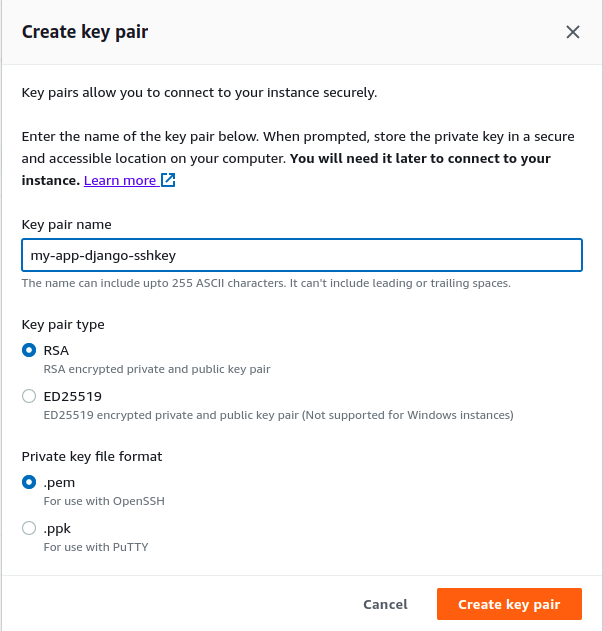 Create key pair
Key pairs allow you to connect to your instance securely.
Enter the name of the key pair below. When prompted, store the private key in a secure
and accessible location on your computer. You will need it later to connect to your
instance. Learn more
Key pair name
my-app-django-sshkey
The name can include upto 255 ASCII characters. It can't include leading or trailing spaces.
Key pair type
RSA
RSA encrypted private and public key pair
ED25519
ED25519 encrypted private and public key pair (Not supported for Windows instances)
Private key file format
.pem
For use with OpenSSH
.ppk
For use with PuTTY
Cancel
Create key pair